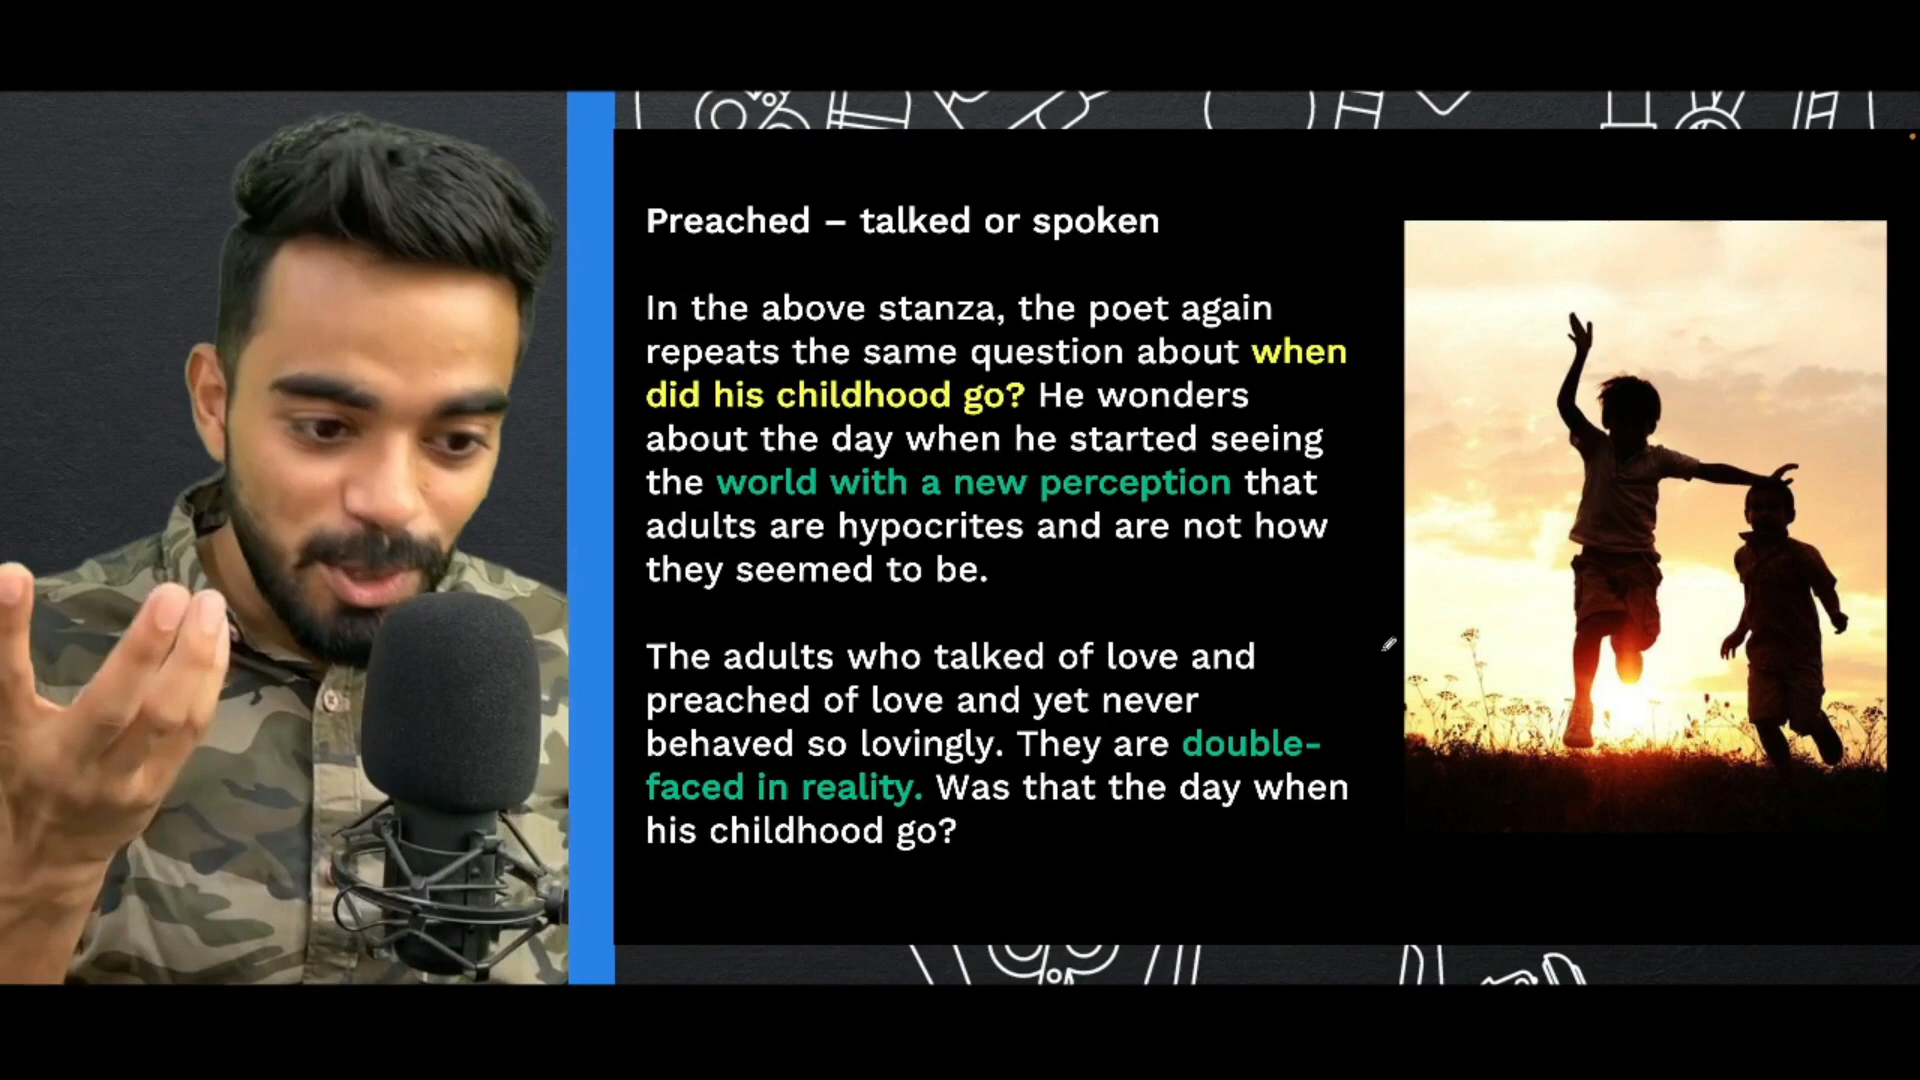 Preached – talked or spoken
In the above stanza, the poet again
repeats the same question about when
did his childhood go? He wonders
about the day when he started seeing
the world with a new perception that
adults are hypocrites and are not how
they seemed to be.
The adults who talked of love and
preached of love and yet never
behaved so lovingly. They are double-
faced in reality. Was that the day when
his childhood go?